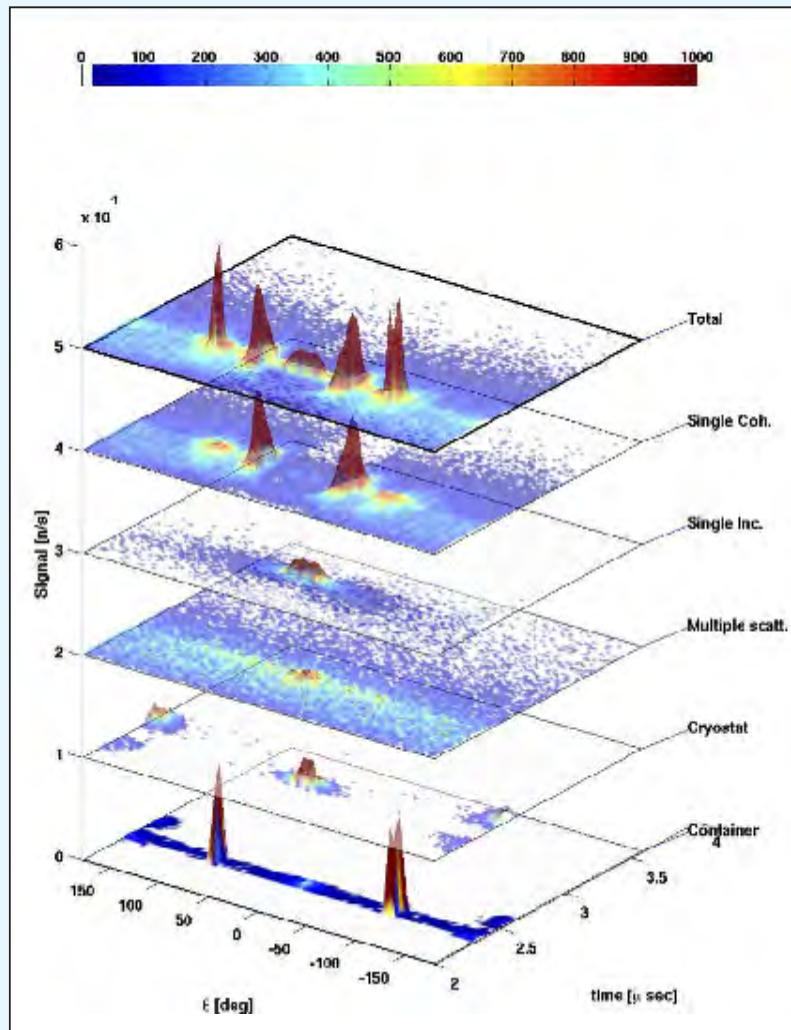 0 100 200 300 400 500 600 700 800 900 1000
x 10
6
5
4
3
2
1
0
Signal [n/s]
Total
Single Coh.
Single Inc.
Multiple scatt.
Cryostat
Container
4
3.5
3
2.5
2
time [μ sec]
150 100 50 0 -50 -100 -150
[deg]